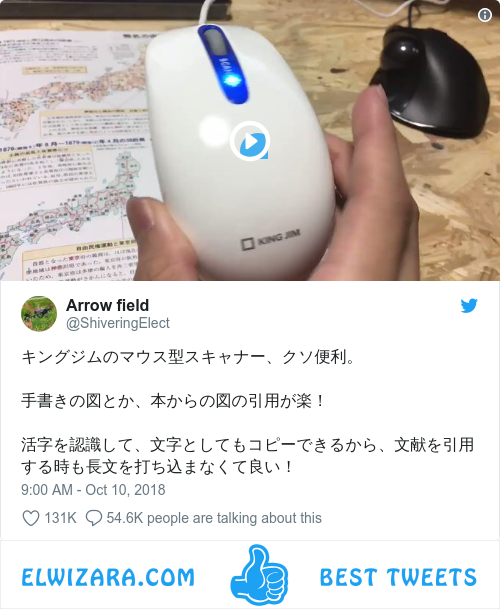 SCAN
KING JIM
Arrow field
@ShiveringElect
キングジムのマウス型スキャナー、クソ便利。
手書きの図とか、本からの図の引用が楽！
活字を認識して、文字としてもコピーできるから、文献を引用
する時も長文を打ち込まなくて良い！
9:00 AM - Oct 10, 2018
131K 54.6K people are talking about this
ELWIZARA.COM BEST TWEETS